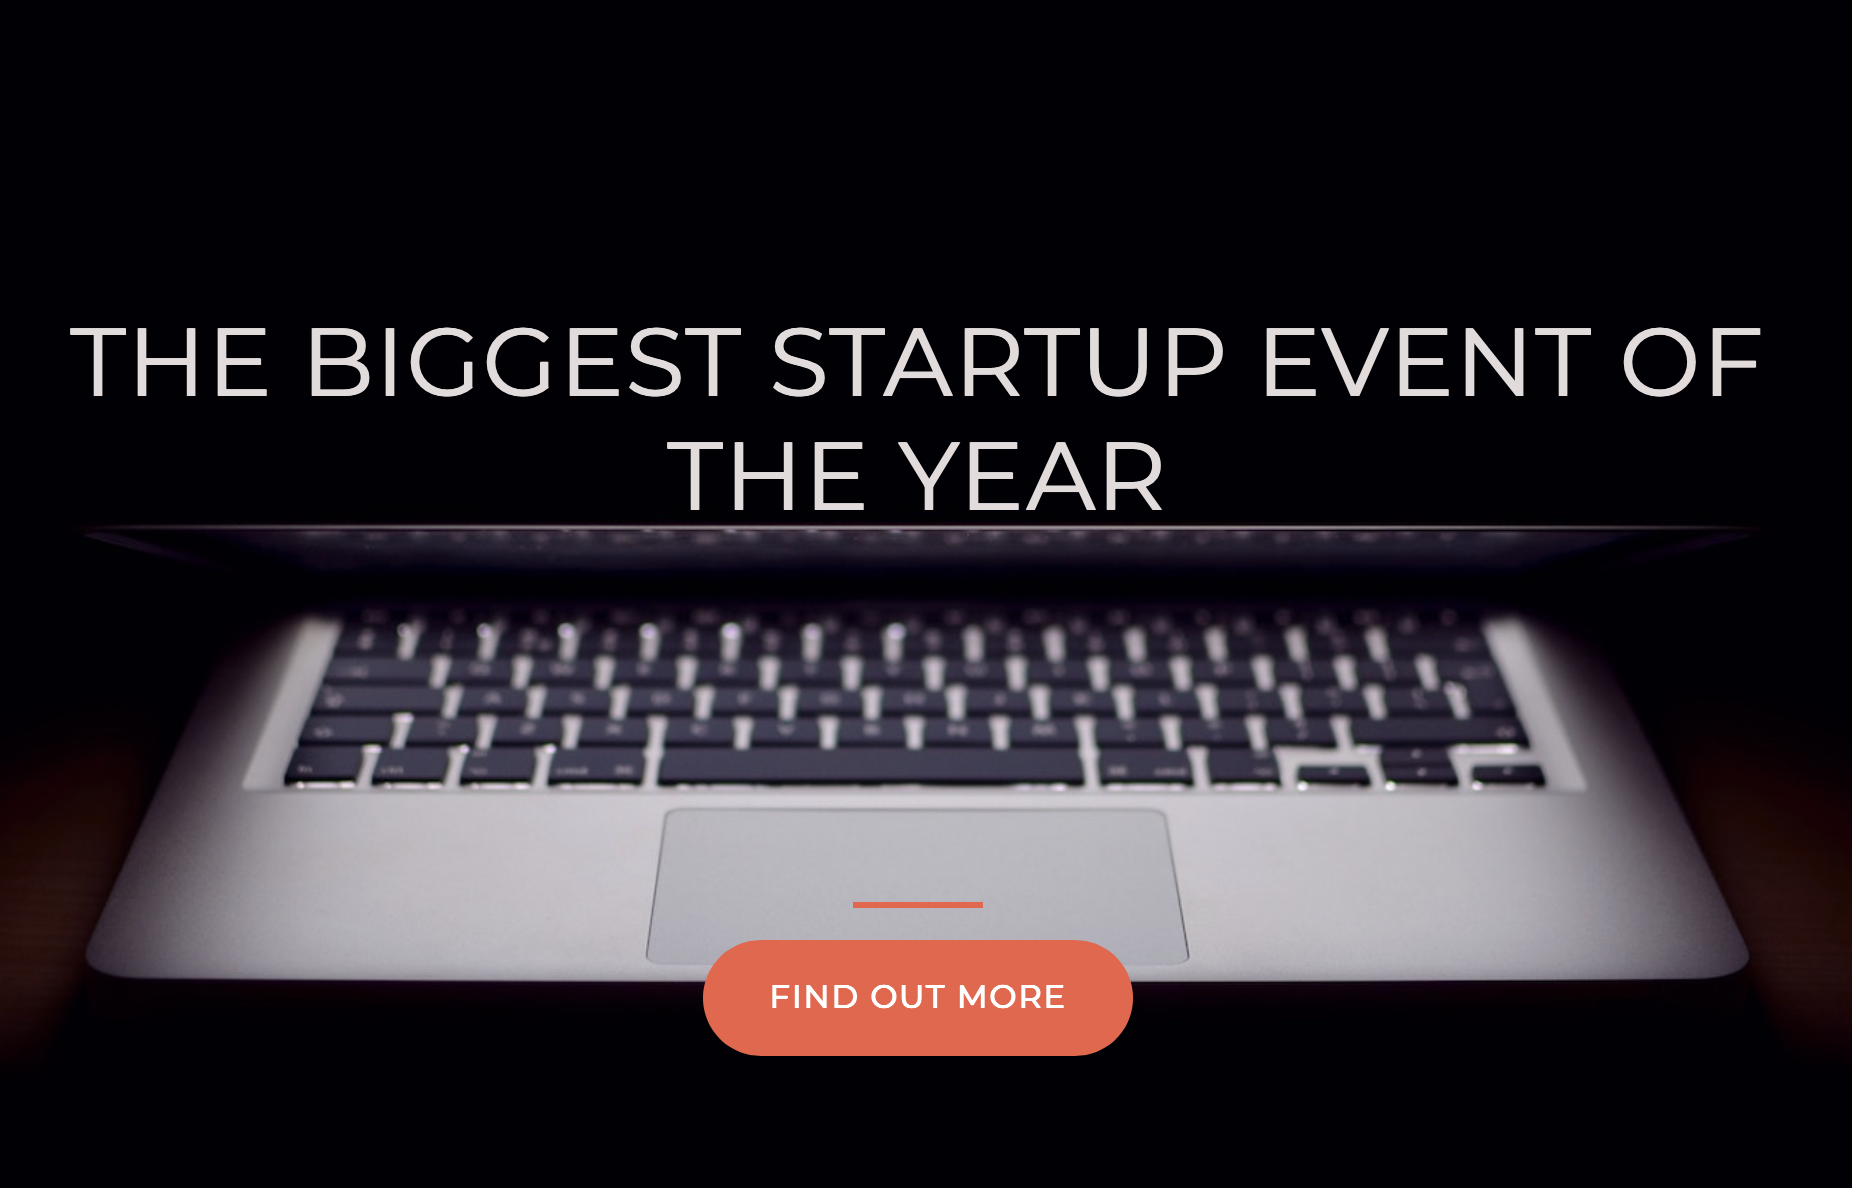 THE BIGGEST STARTUP EVENT OF
THE YEAR
FIND OUT MORE